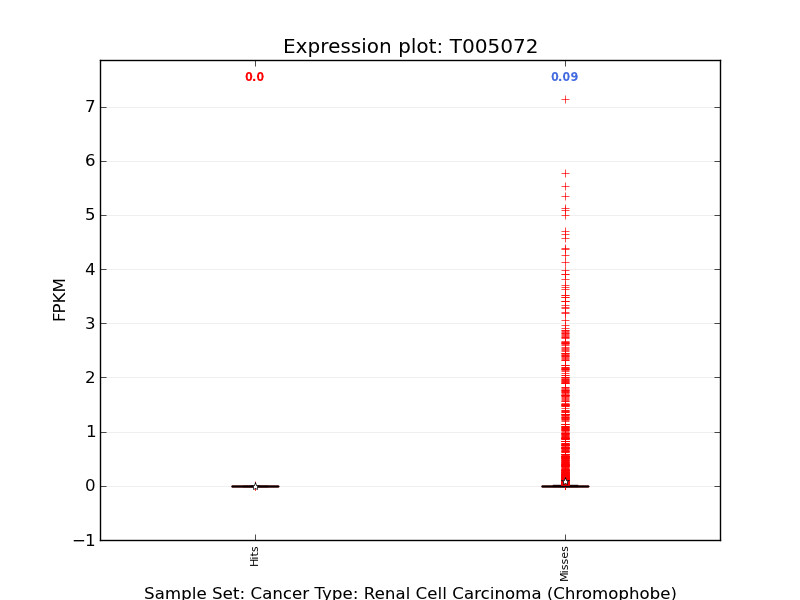 Expression plot: T005072
0.0
0.09
7
6
5
4
3
2
1
0
−1
FPKM
Hits
Misses
Sample Set: Cancer Type: Renal Cell Carcinoma (Chromophobe)